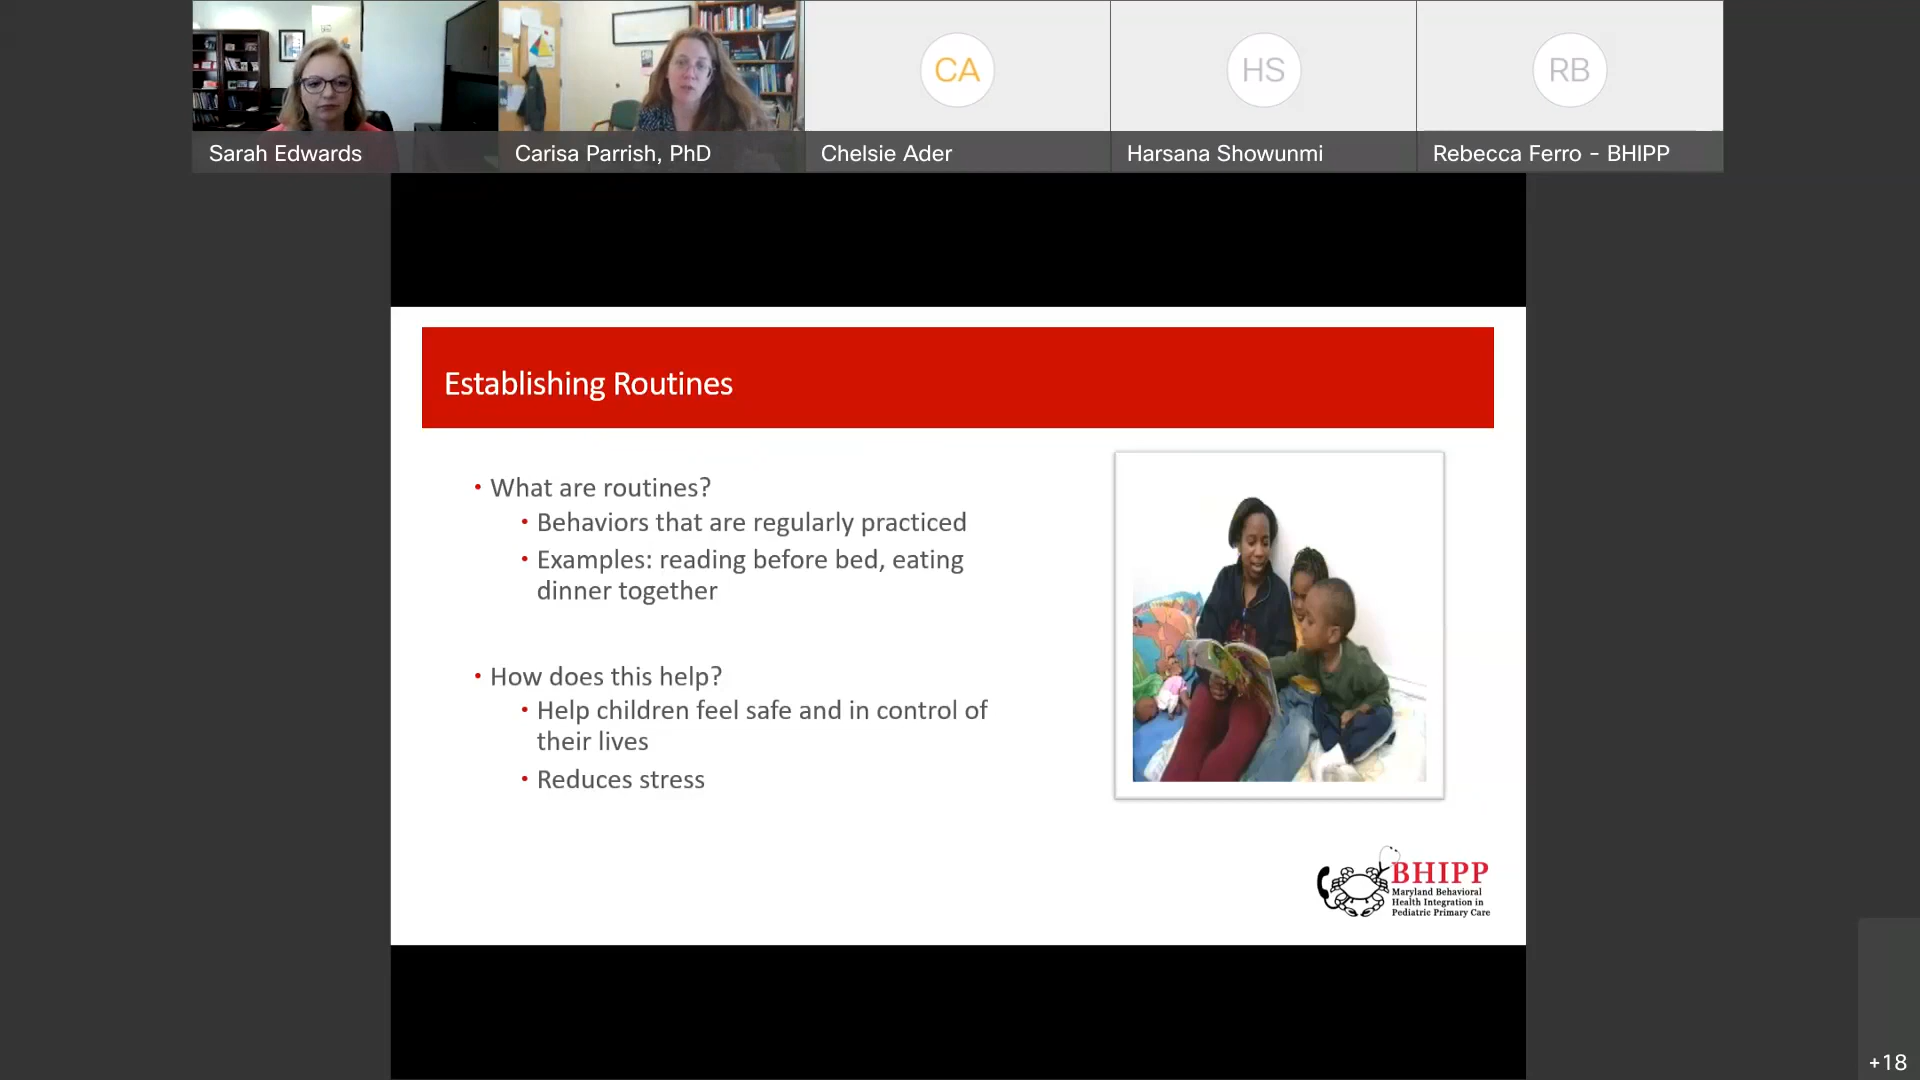 CA
HS
RB
Sarah Edwards
Carisa Parrish, PhD
Chelsie Ader
Harsana Showunmi
Rebecca Ferro - BHIPP
Establishing Routines
• What are routines?
• Behaviors that are regularly practiced
• Examples: reading before bed, eating
dinner together
• How does this help?
• Help children feel safe and in control of
their lives
• Reduces stress
BHIPP
Maryland Behavioral
Health Integration in
Pediatric Primary Care
+18